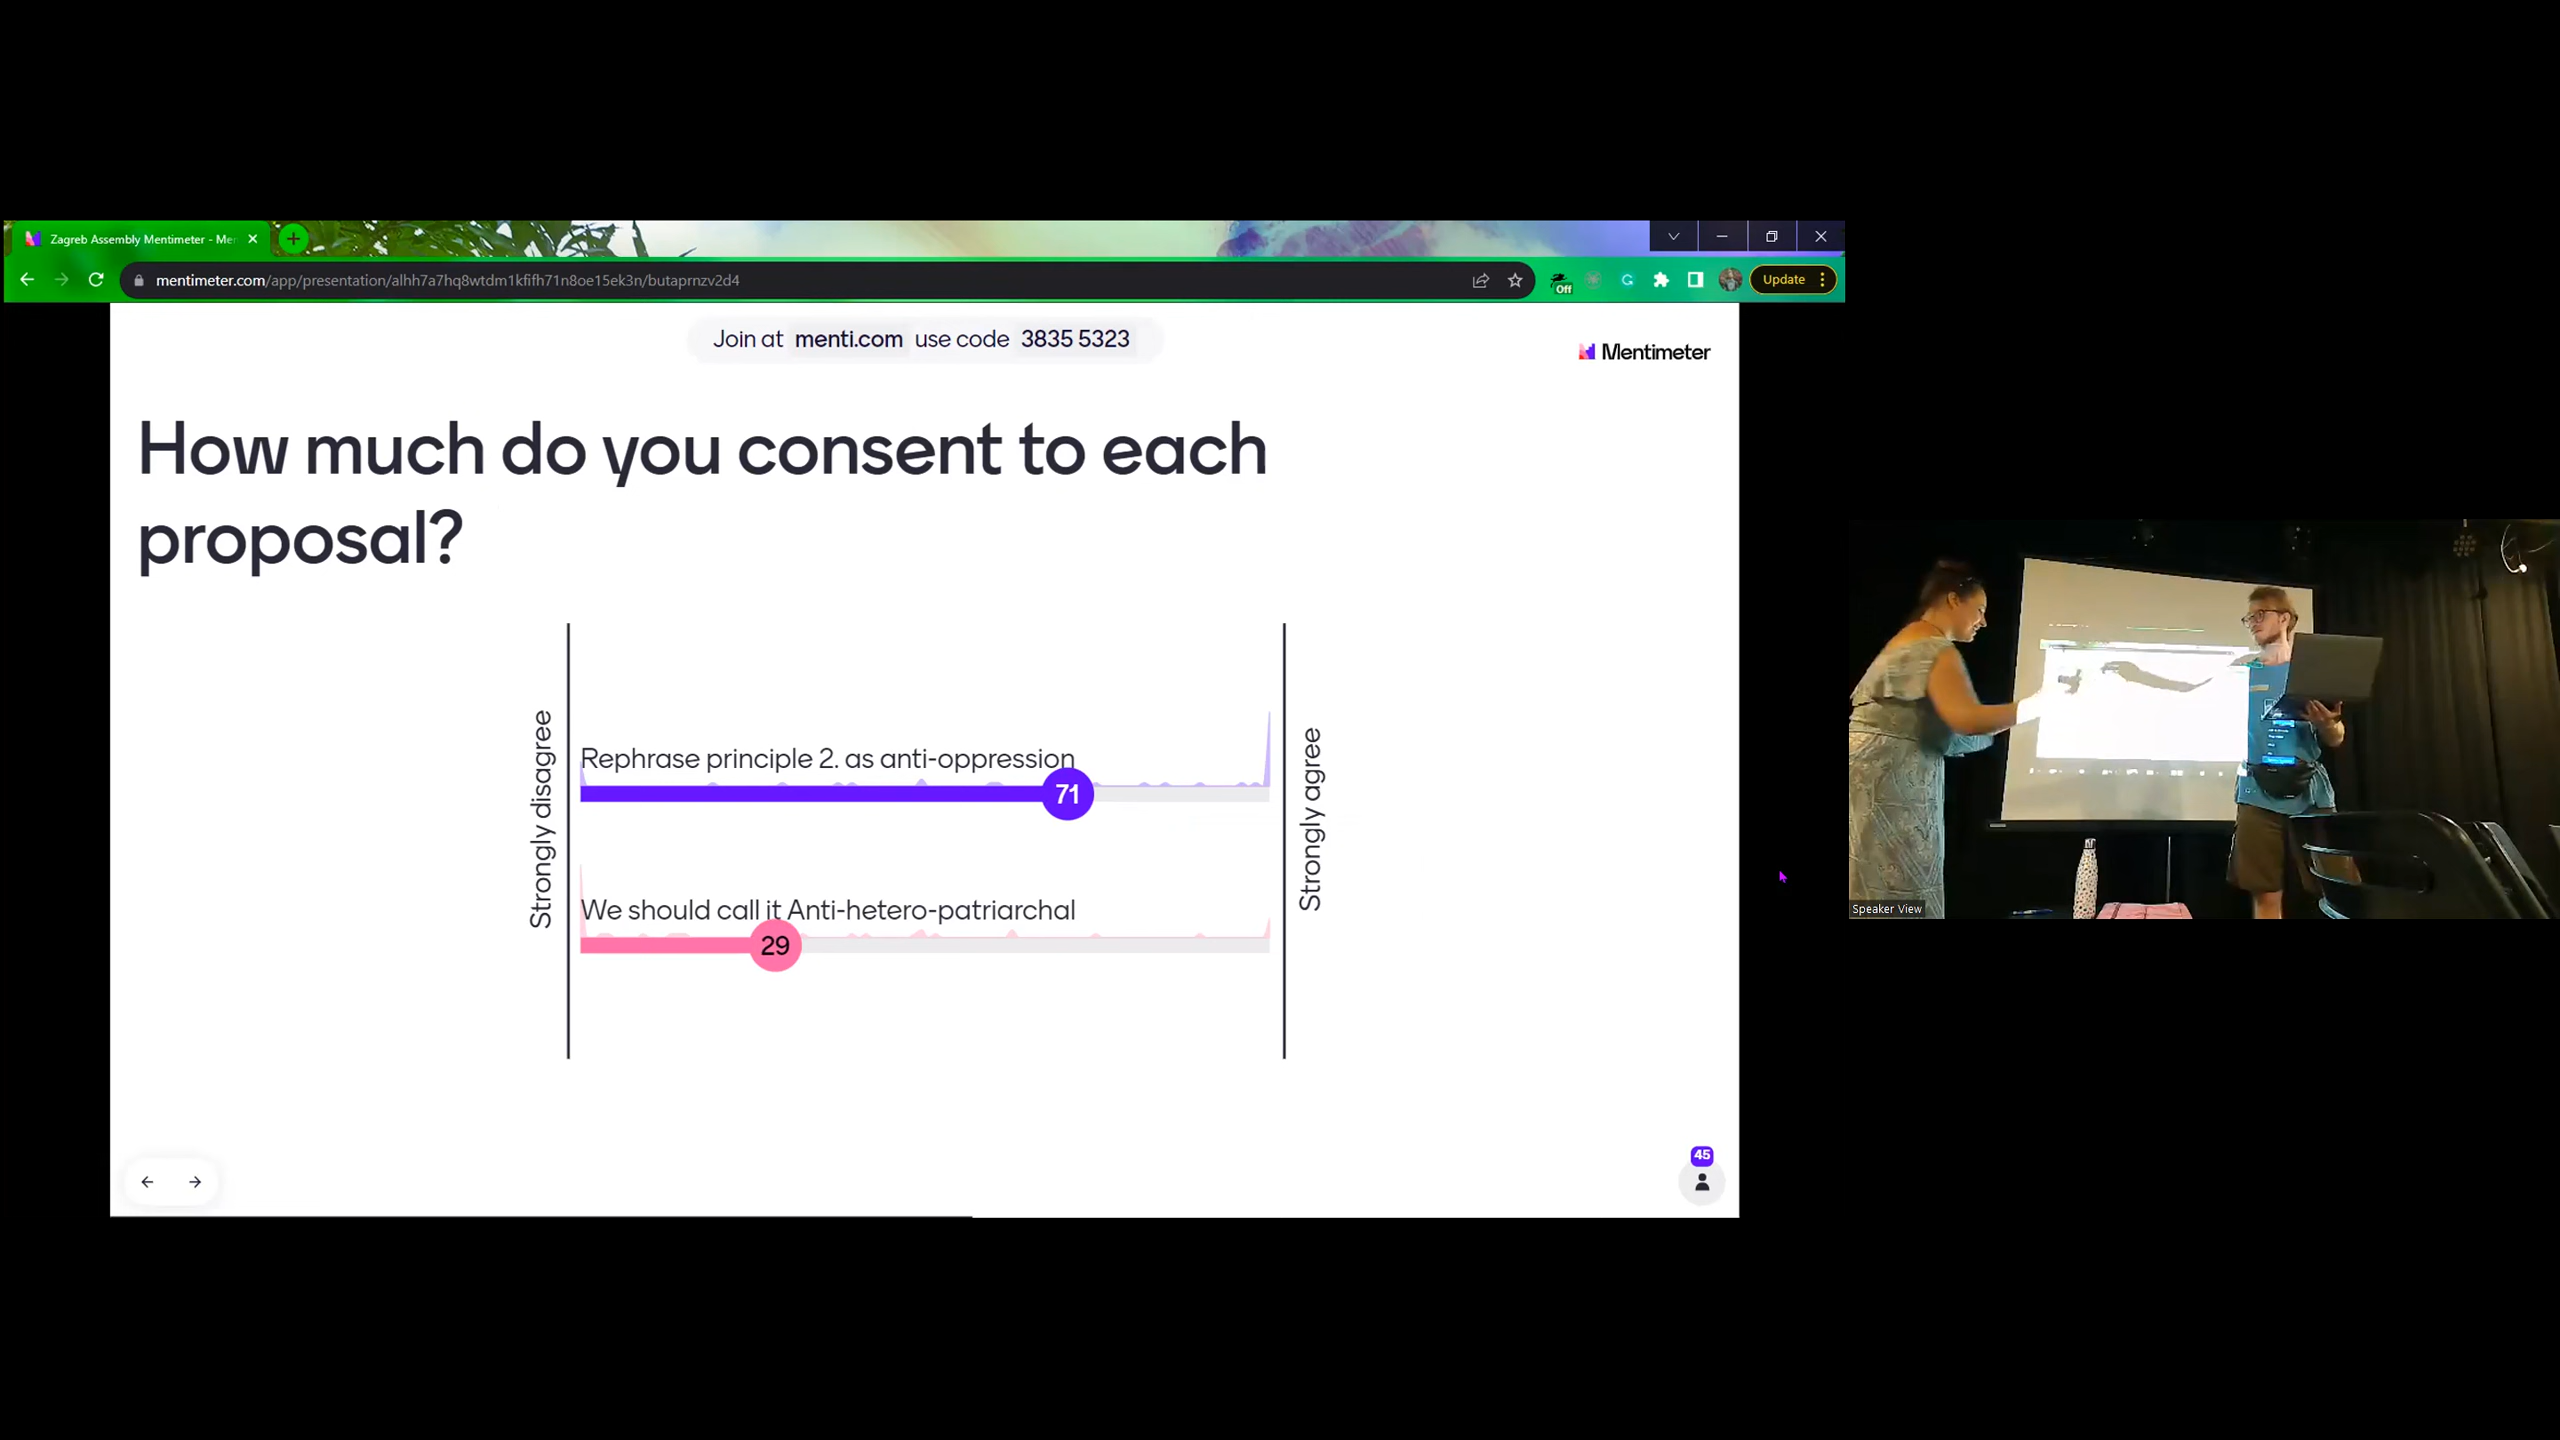 Zagreb Assembly Mentimeter - Me
mentimeter.com/app/presentation/alhh7a7hq8wtdm1kfifh71n8oe15ek3n/butaprnzv2d4
Off
Update
Join at menti.com use code 3835 5323
Mentimeter
How much do you consent to each
proposal?
Strongly disagree
Rephrase principle 2. as anti-oppression
71
We should call it Anti-hetero-patriarchal
29
Strongly agree
45
Speaker View